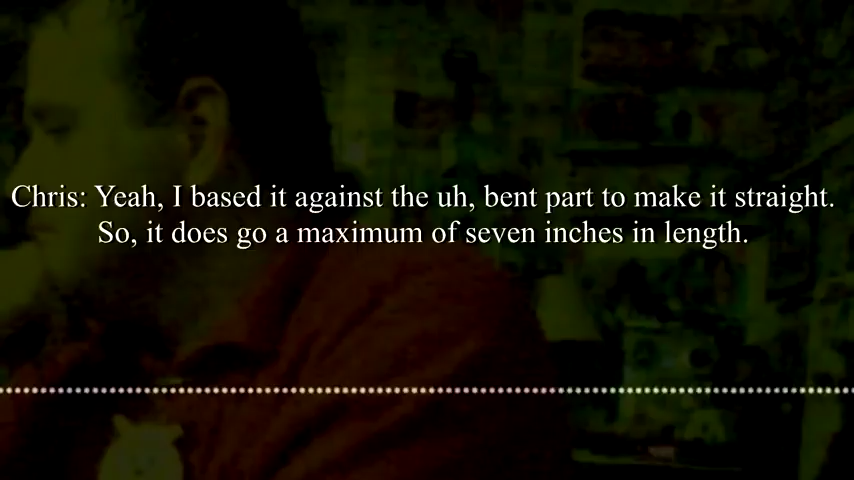 Chris: Yeah, I based it against the uh, bent part to make it straight.
So, it does go a maximum of seven inches in length.